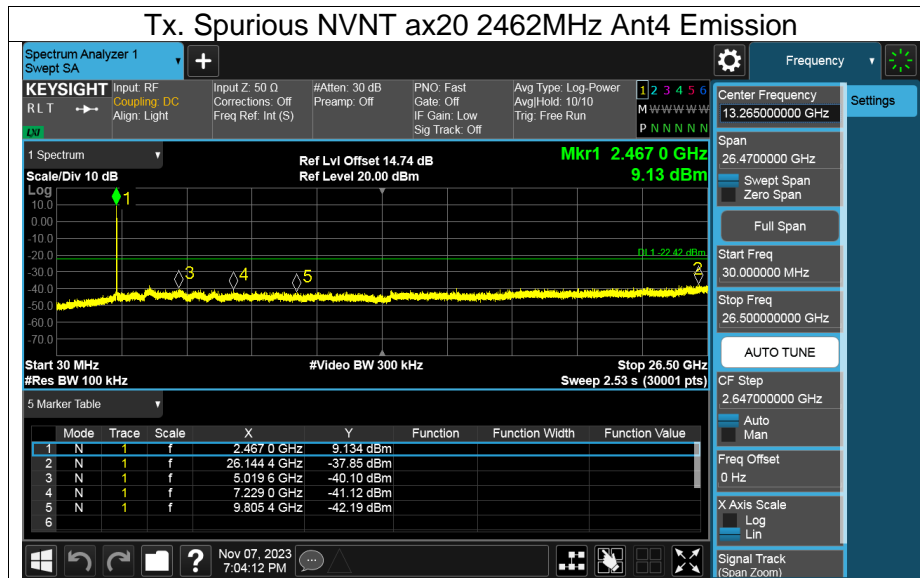 Tx. Spurious NVNT ax20 2462MHz Ant4 Emission
Spectrum Analyzer 1
Swept SA
+
Frequency
KEYSIGHT
RLT
LXI
Input: RF
Coupling: DC
Align: Light
Input Z: 50 Ω
Corrections: Off
Freq Ref: Int (S)
#Atten: 30 dB
Preamp: Off
PNO: Fast
Gate: Off
IF Gain: Low
Sig Track: Off
Avg Type: Log-Power
Avg|Hold: 10/10
Trig: Free Run
1 2 3 4 5 6
M W W W W W
P N N N N N
1 Spectrum
Scale/Div 10 dB
Ref Lvl Offset 14.74 dB
Ref Level 20.00 dBm
Mkr1 2.467 0 GHz
9.13 dBm
Log
10.0
0.00
-10.0
-20.0
-30.0
-40.0
-50.0
-60.0
-70.0
1
3
4
5
2
DL1 -22.42 dBm
Start 30 MHz
#Res BW 100 kHz
#Video BW 300 kHz
Stop 26.50 GHz
Sweep 2.53 s (30001 pts)
5 Marker Table
Mode Trace Scale X Y Function Function Width Function Value
1 N 1 f 2.467 0 GHz 9.134 dBm
2 N 1 f 26.144 4 GHz -37.85 dBm
3 N 1 f 5.019 6 GHz -40.10 dBm
4 N 1 f 7.229 0 GHz -41.12 dBm
5 N 1 f 9.805 4 GHz -42.19 dBm
6
?
Nov 07, 2023
7:04:12 PM
Center Frequency
13.265000000 GHz
Settings
Span
26.4700000 GHz
Swept Span
Zero Span
Full Span
Start Freq
30.000000 MHz
Stop Freq
26.500000000 GHz
AUTO TUNE
CF Step
2.647000000 GHz
Auto
Man
Freq Offset
0 Hz
X Axis Scale
Log
Lin
Signal Track
(Span Zoom)